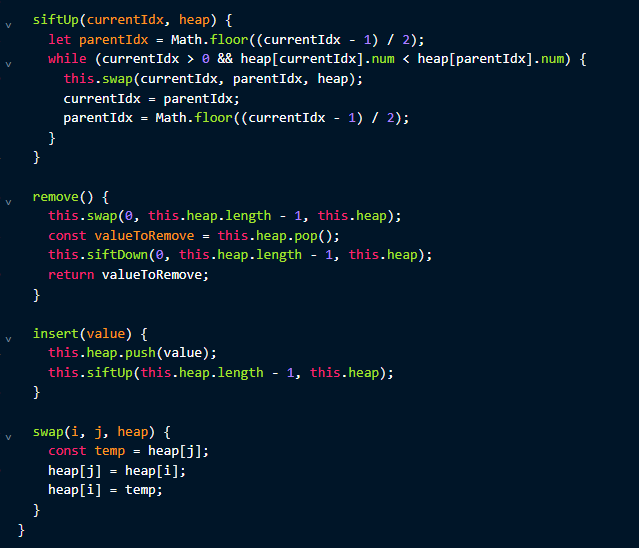 siftUp(currentIdx, heap) {
let parentIdx = Math.floor((currentIdx - 1) / 2);
while (currentIdx > 0 && heap[currentIdx].num < heap[parentIdx].num) {
this.swap(currentIdx, parentIdx, heap);
currentIdx = parentIdx;
parentIdx = Math.floor((currentIdx - 1) / 2);
}
}
remove() {
this.swap(0, this.heap.length - 1, this.heap);
const valueToRemove = this.heap.pop();
this.siftDown(0, this.heap.length - 1, this.heap);
return valueToRemove;
}
insert(value) {
this.heap.push(value);
this.siftUp(this.heap.length - 1, this.heap);
}
swap(i, j, heap) {
const temp = heap[j];
heap[j] = heap[i];
heap[i] = temp;
}
}